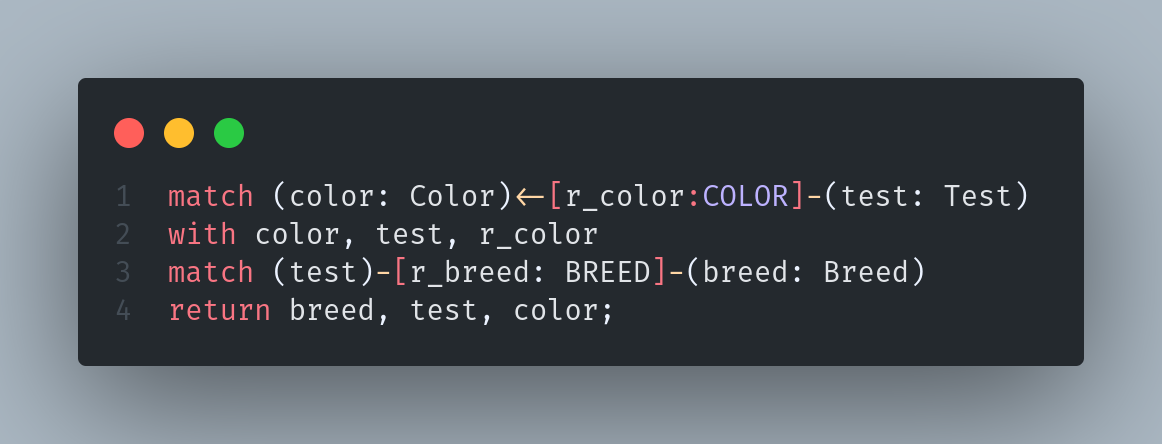 1 match (color: Color)<-[r_color:COLOR]-(test: Test)
2 with color, test, r_color
3 match (test)-[r_breed: BREED]-(breed: Breed)
4 return breed, test, color;